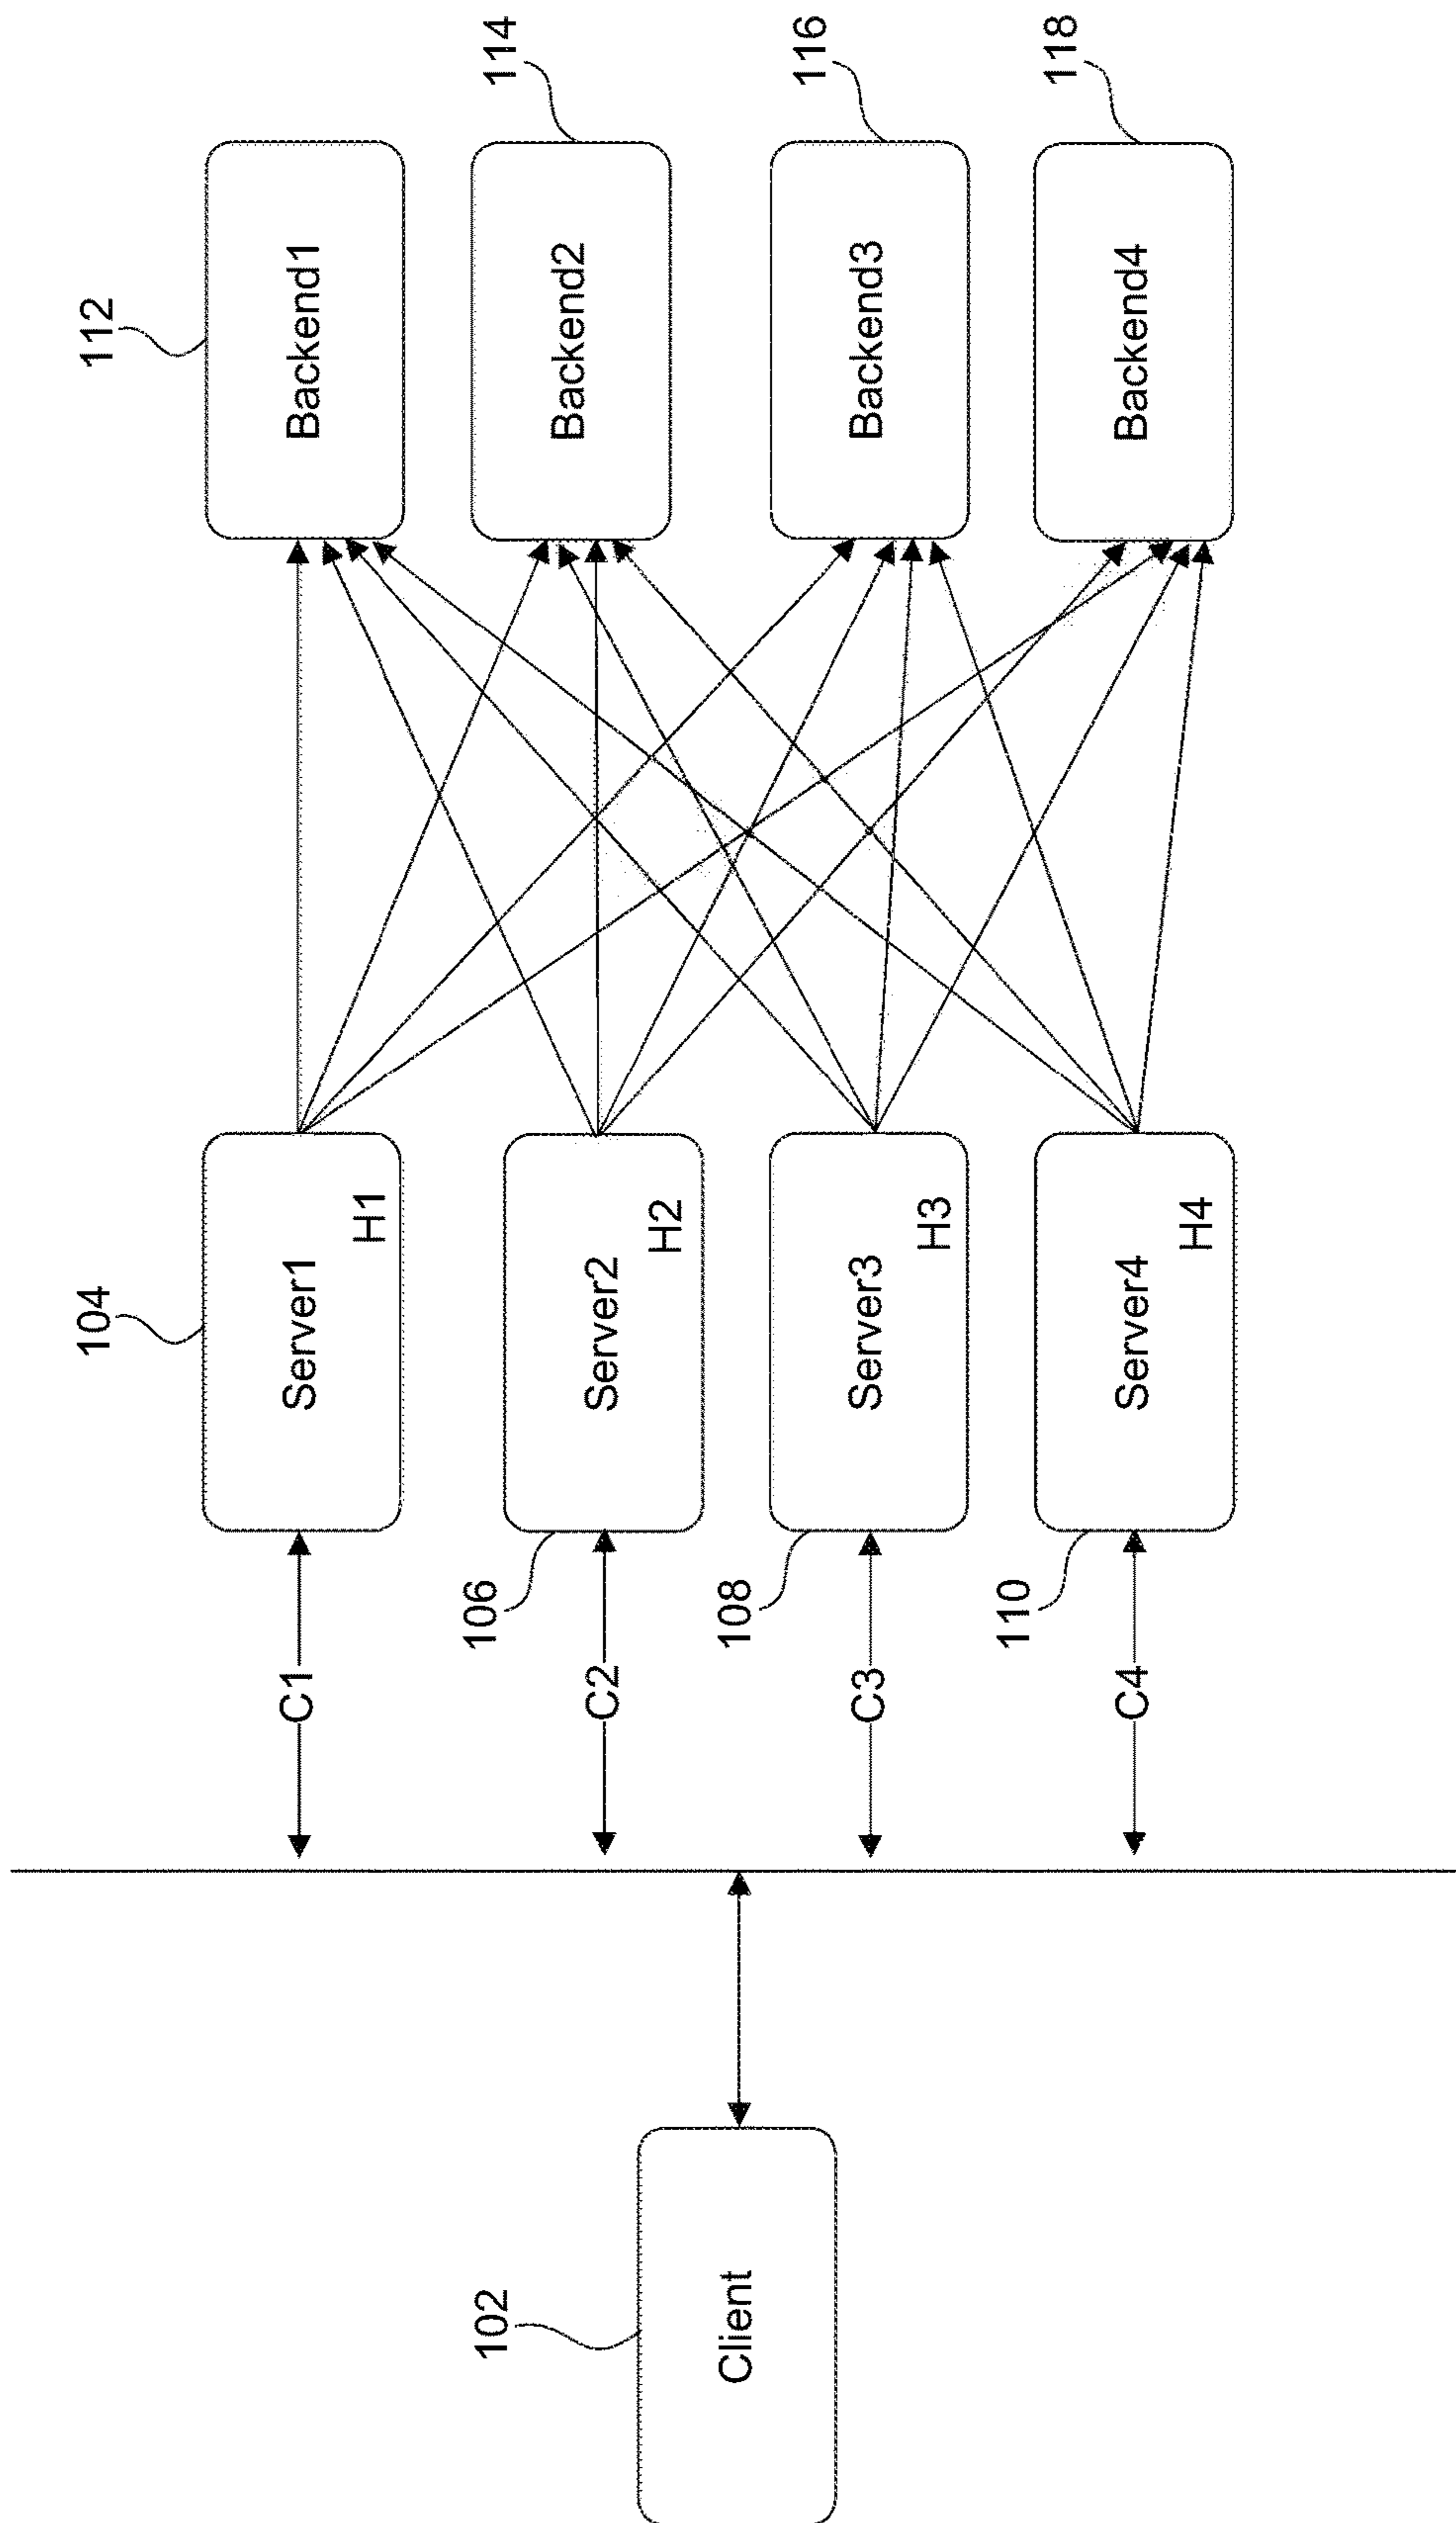 102
Client
C1
C2
C3
C4
104
Server1
H1
106
Server2
H2
108
Server3
H3
110
Server4
H4
112
Backend1
114
Backend2
116
Backend3
118
Backend4